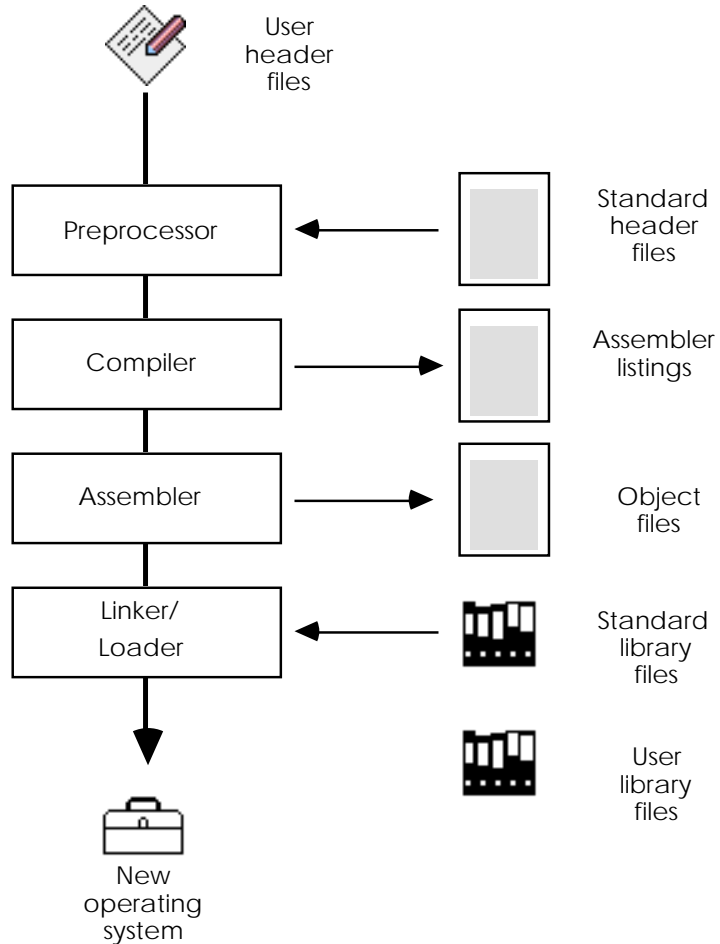 User
header
files
Preprocessor
Standard
header
files
Compiler
Assembler
listings
Assembler
Object
files
Linker/
Loader
Standard
library
files
User
library
files
New
operating
system